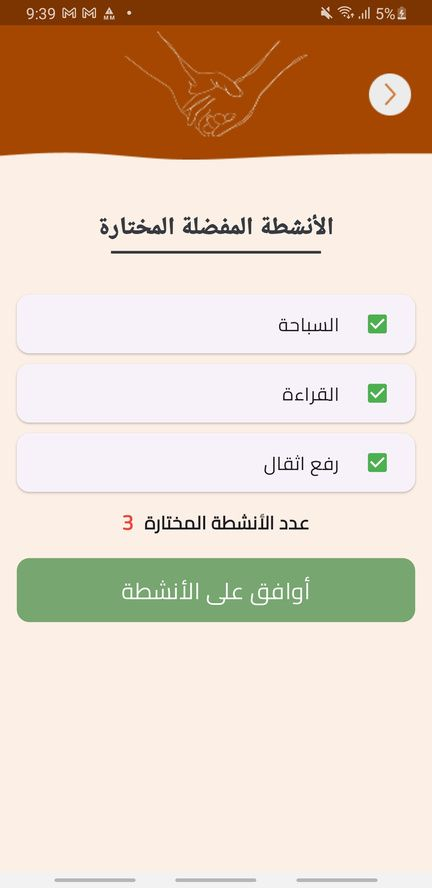 9:39 5%
الأنشطة المفضلة المختارة
السباحة
القراءة
رفع اثقال
عدد الأنشطة المختارة 3
أوافق على الأنشطة